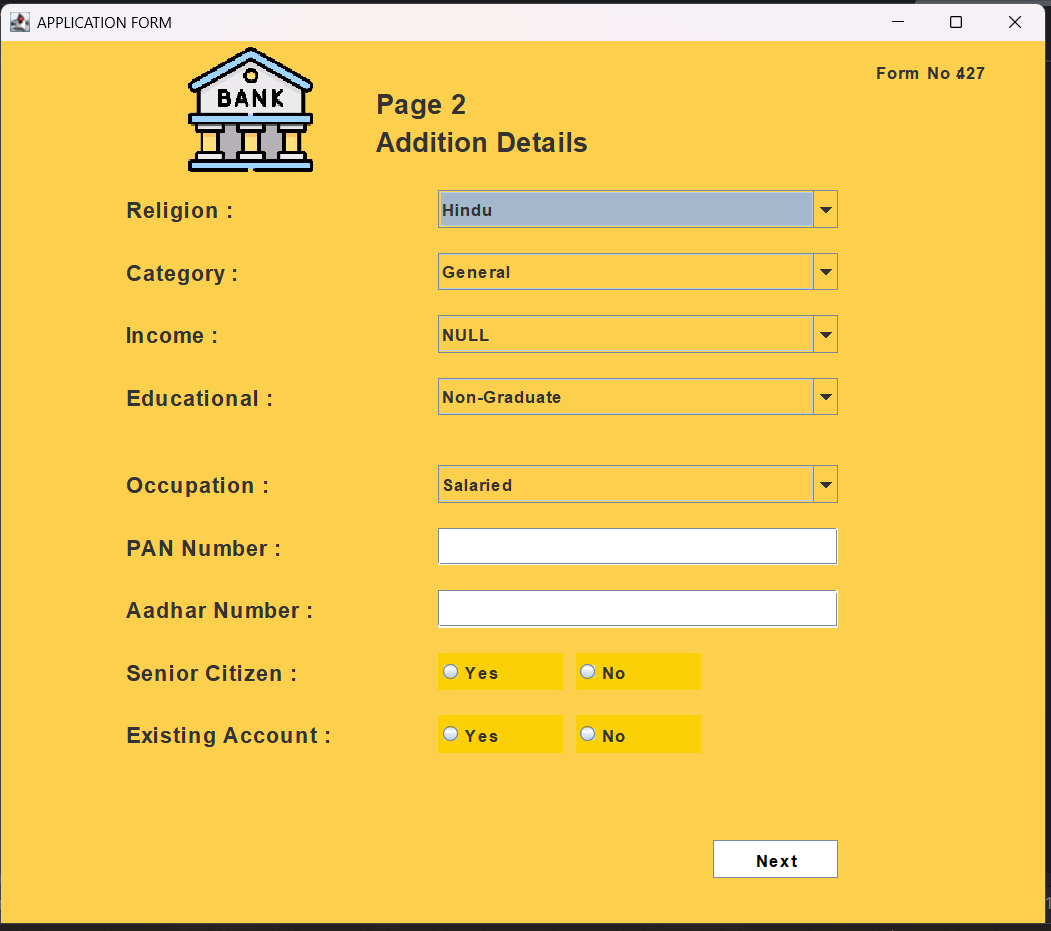 APPLICATION FORM
BANK
Form No 427
Page 2
Addition Details
Religion : Hindu
Category : General
Income : NULL
Educational : Non-Graduate
Occupation : Salaried
PAN Number :
Aadhar Number :
Senior Citizen : Yes No
Existing Account : Yes No
Next